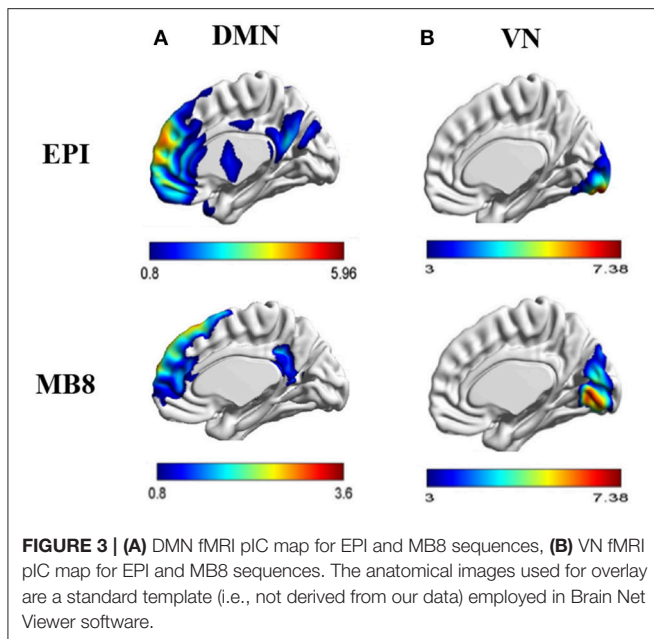 A DMN
B VN
EPI
0.8 5.96
3 7.38
MB8
0.8 3.6
3 7.38
FIGURE 3 | (A) DMN fMRI pIC map for EPI and MB8 sequences, (B) VN fMRI
pIC map for EPI and MB8 sequences. The anatomical images used for overlay
are a standard template (i.e., not derived from our data) employed in Brain Net
Viewer software.